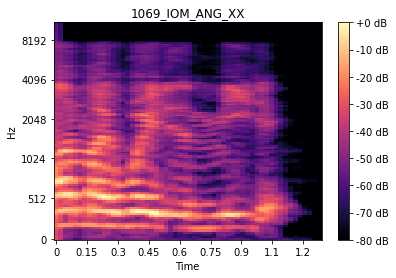 1069_IOM_ANG_XX
+0 dB
8192
-10 dB
4096
-20 dB
-30 dB
2048
Hz
-40 dB
1024
-50 dB
512
-60 dB
-70 dB
0
-80 dB
0 0.15 0.3 0.45 0.6 0.75 0.9 1.1 1.2
Time